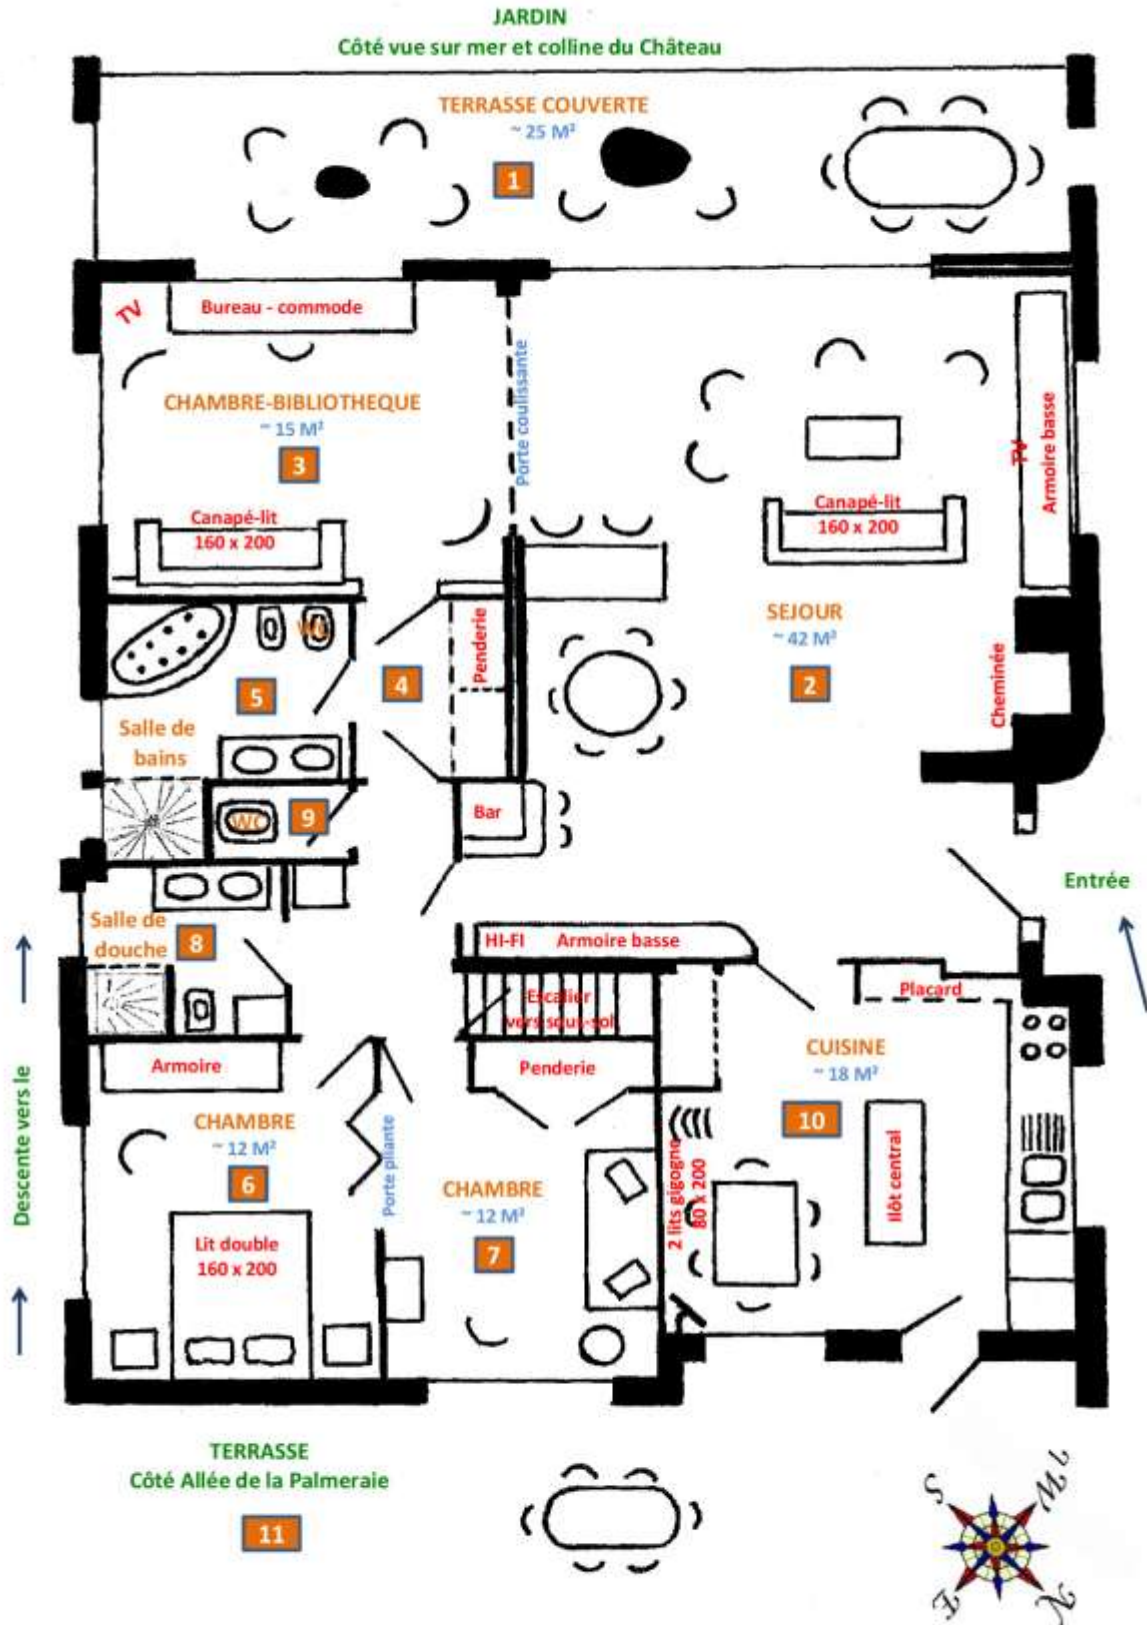 JARDIN
Côté vue sur mer et colline du Château
TERRASSE COUVERTE
~ 25 M²
1
TV
Bureau - commode
Porte coulissante
CHAMBRE-BIBLIOTHEQUE
~ 15 M²
3
Canapé-lit
160 x 200
TV
Armoire basse
Canapé-lit
160 x 200
SEJOUR
~ 42 M²
2
Cheminée
WC
Penderie
4
5
Salle de
bains
WC
9
Bar
Entrée
Salle de
douche
8
HI-FI Armoire basse
Escalier
vers sous-sol
Placard
Armoire
Penderie
CUISINE
~ 18 M²
10
Descente vers le
CHAMBRE
~ 12 M²
6
Porte pliante
CHAMBRE
~ 12 M²
7
2 lits gigogne
80 x 200
Ilôt central
Lit double
160 x 200
TERRASSE
Côté Allée de la Palmeraie
11
S
W
E
N